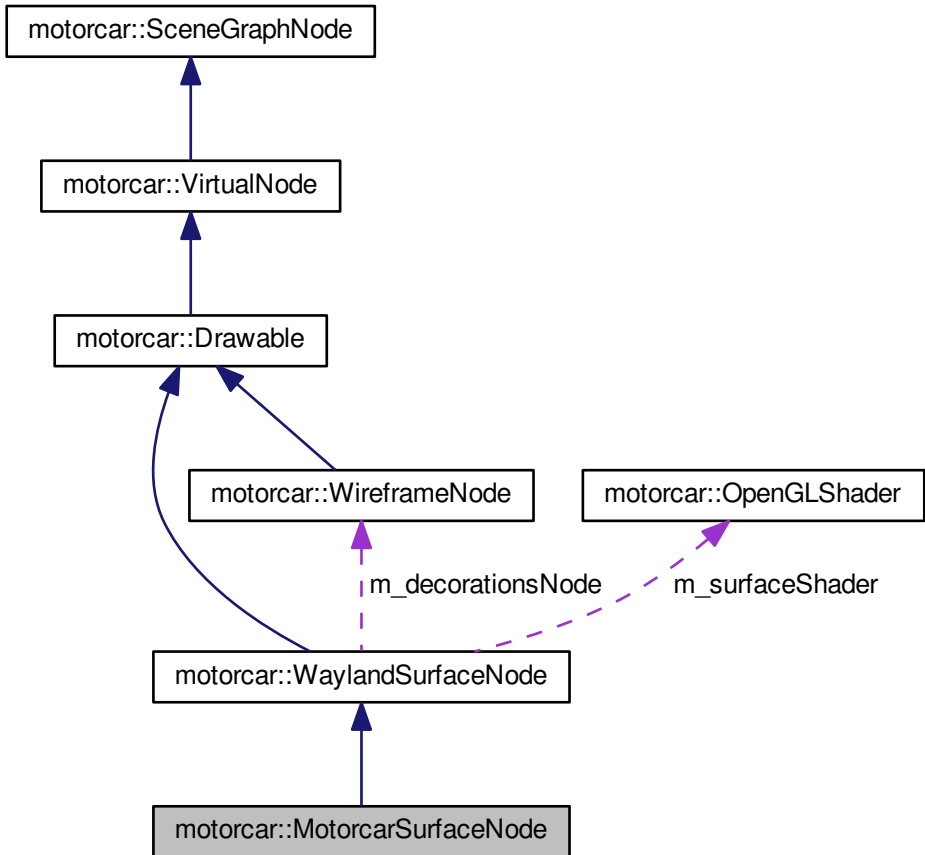 motorcar::SceneGraphNode
motorcar::VirtualNode
motorcar::Drawable
motorcar::WireframeNode
motorcar::OpenGLShader
m_decorationsNode
m_surfaceShader
motorcar::WaylandSurfaceNode
motorcar::MotorcarSurfaceNode